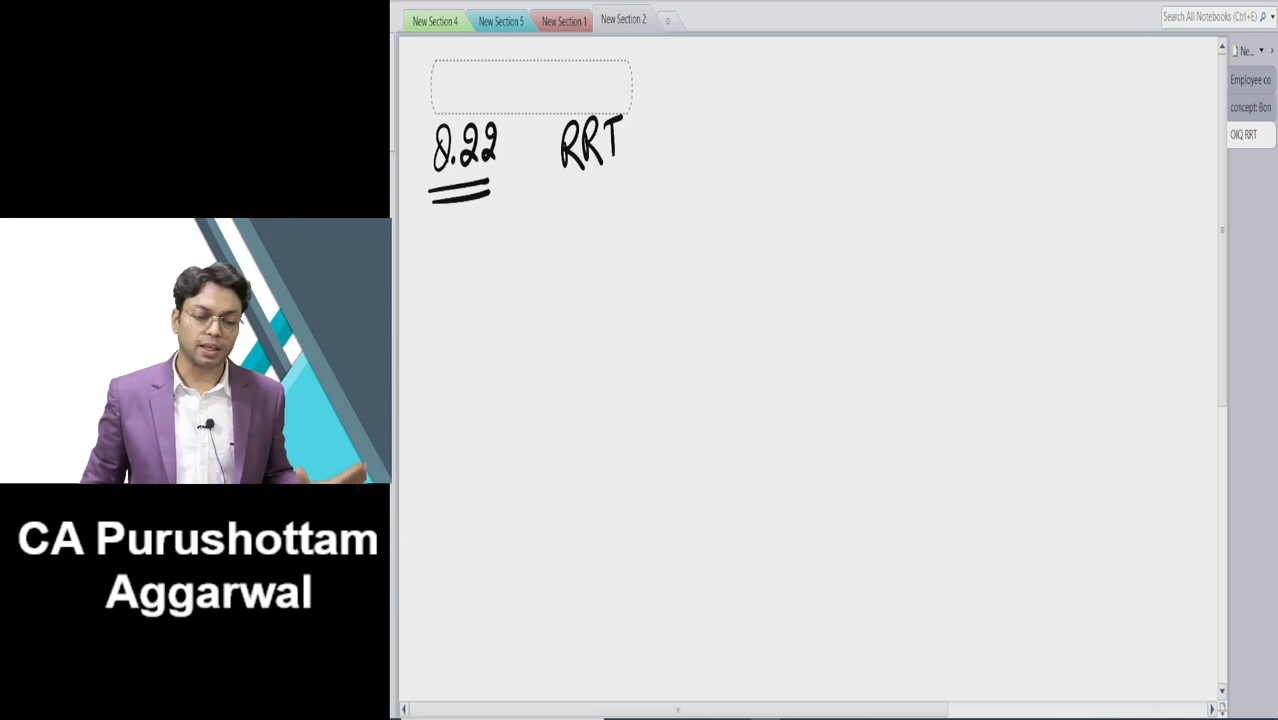 New Section 4 New Section 5 New Section 1 New Section 2
Search All Notebooks (Ctrl+E)
Ne...
Employee co
concept: Bon
OIQ RRT
Q.22 RRT
CA Purushottam
Aggarwal